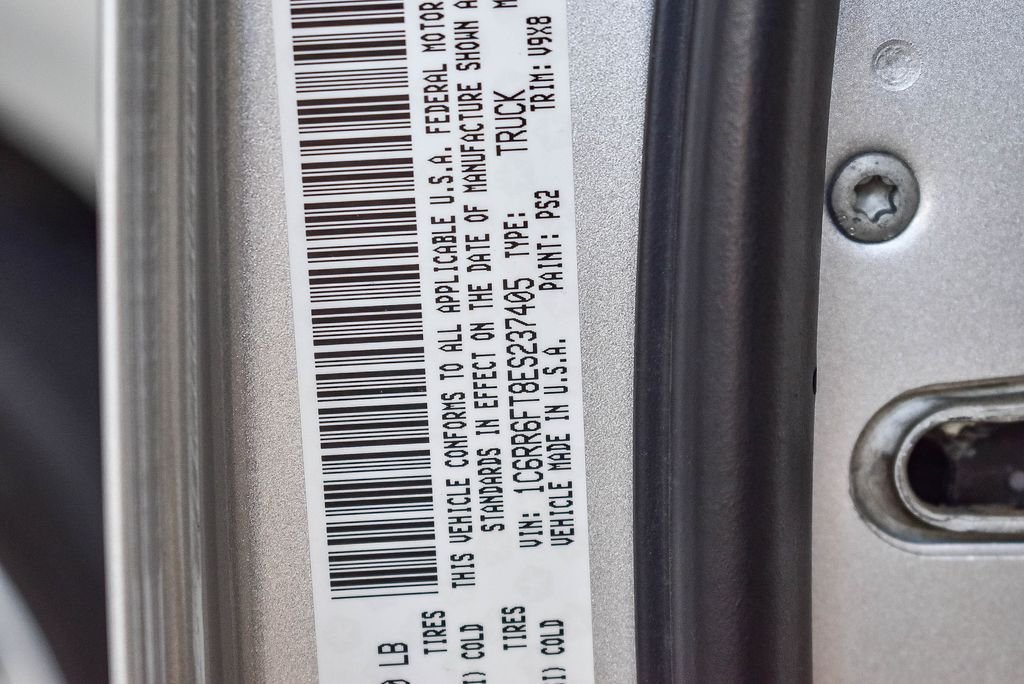 THIS VEHICLE CONFORMS TO ALL APPLICABLE U.S.A. FEDERAL MOTOR
STANDARDS IN EFFECT ON THE DATE OF MANUFACTURE SHOWN A
VIN: 1C6RR6FT8ES237405 TYPE: TRUCK
VEHICLE MADE IN U.S.A. PAINT: PS2 TRIM: V9X8 M
LB
TIRES
I) COLD
TIRES
I) COLD